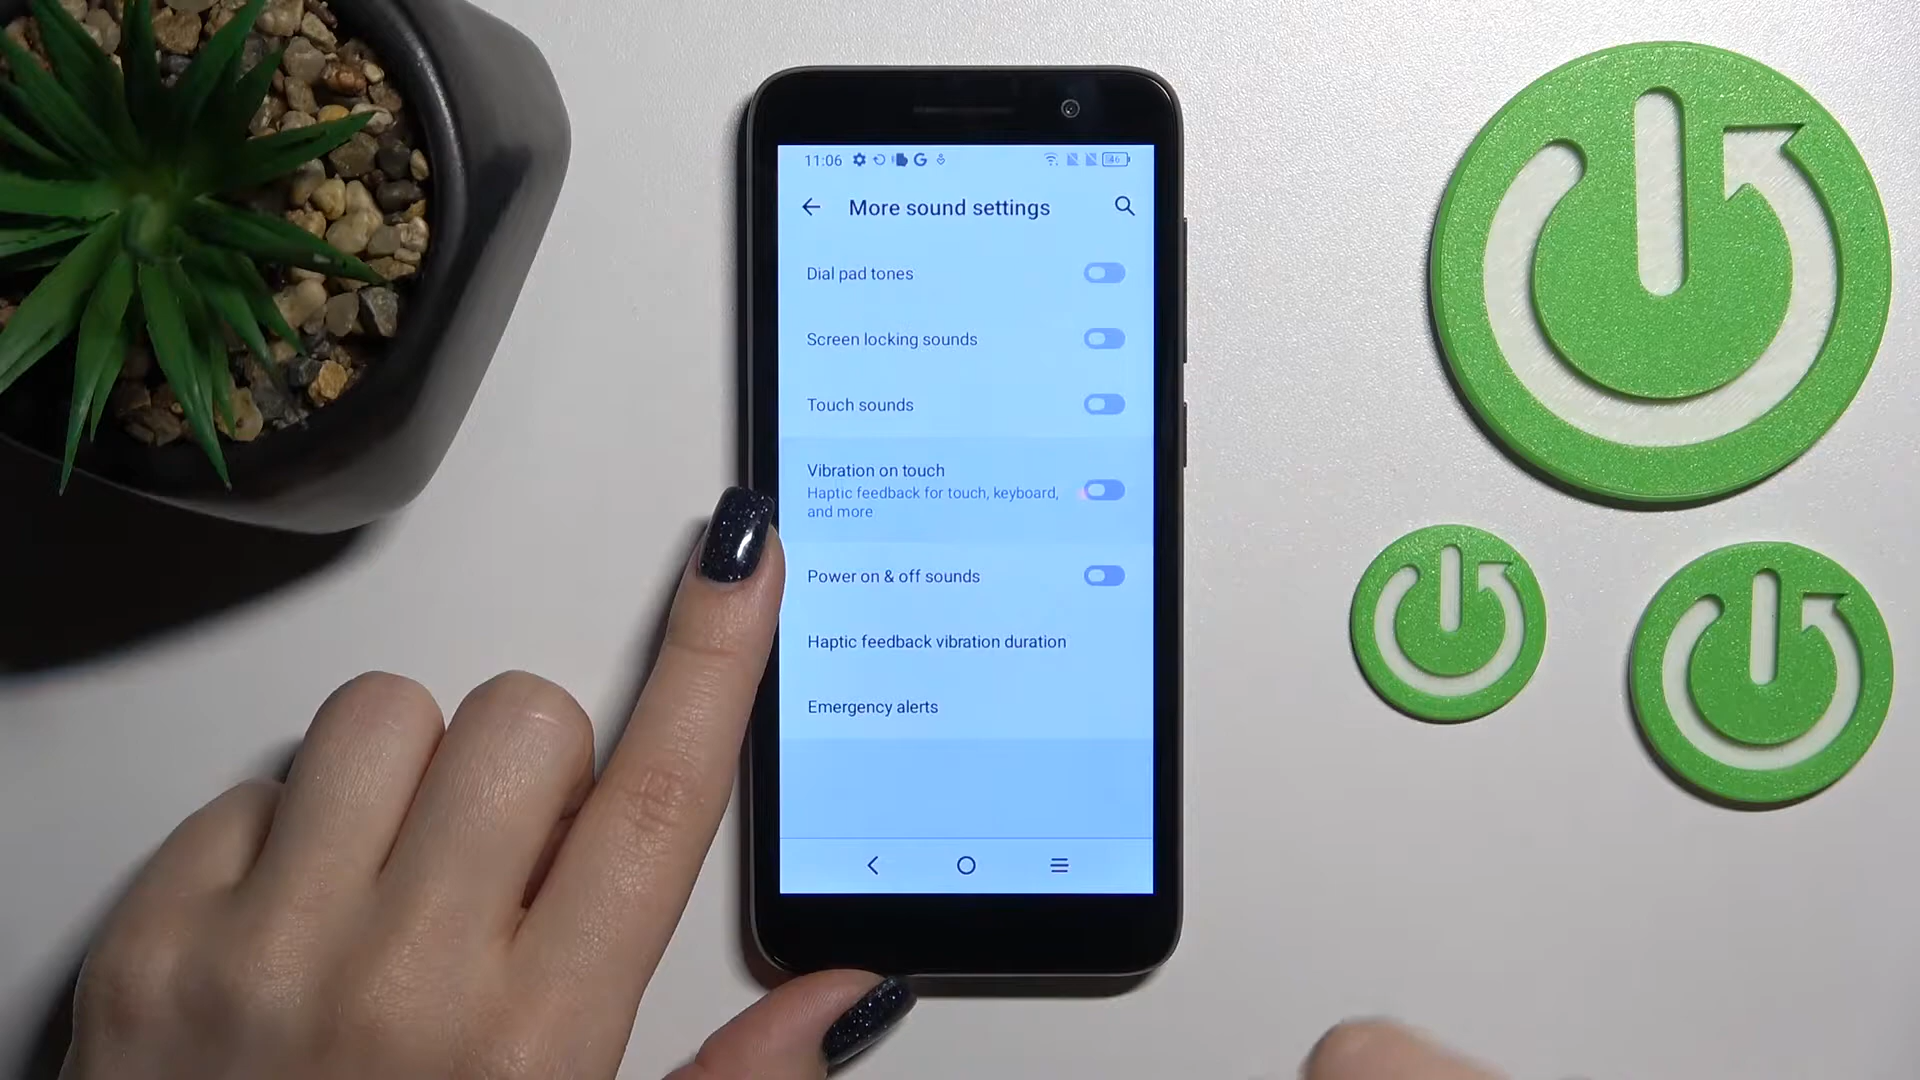 11:06 G 46
More sound settings
Dial pad tones
Screen locking sounds
Touch sounds
Vibration on touch
Haptic feedback for touch, keyboard,
and more
Power on & off sounds
Haptic feedback vibration duration
Emergency alerts